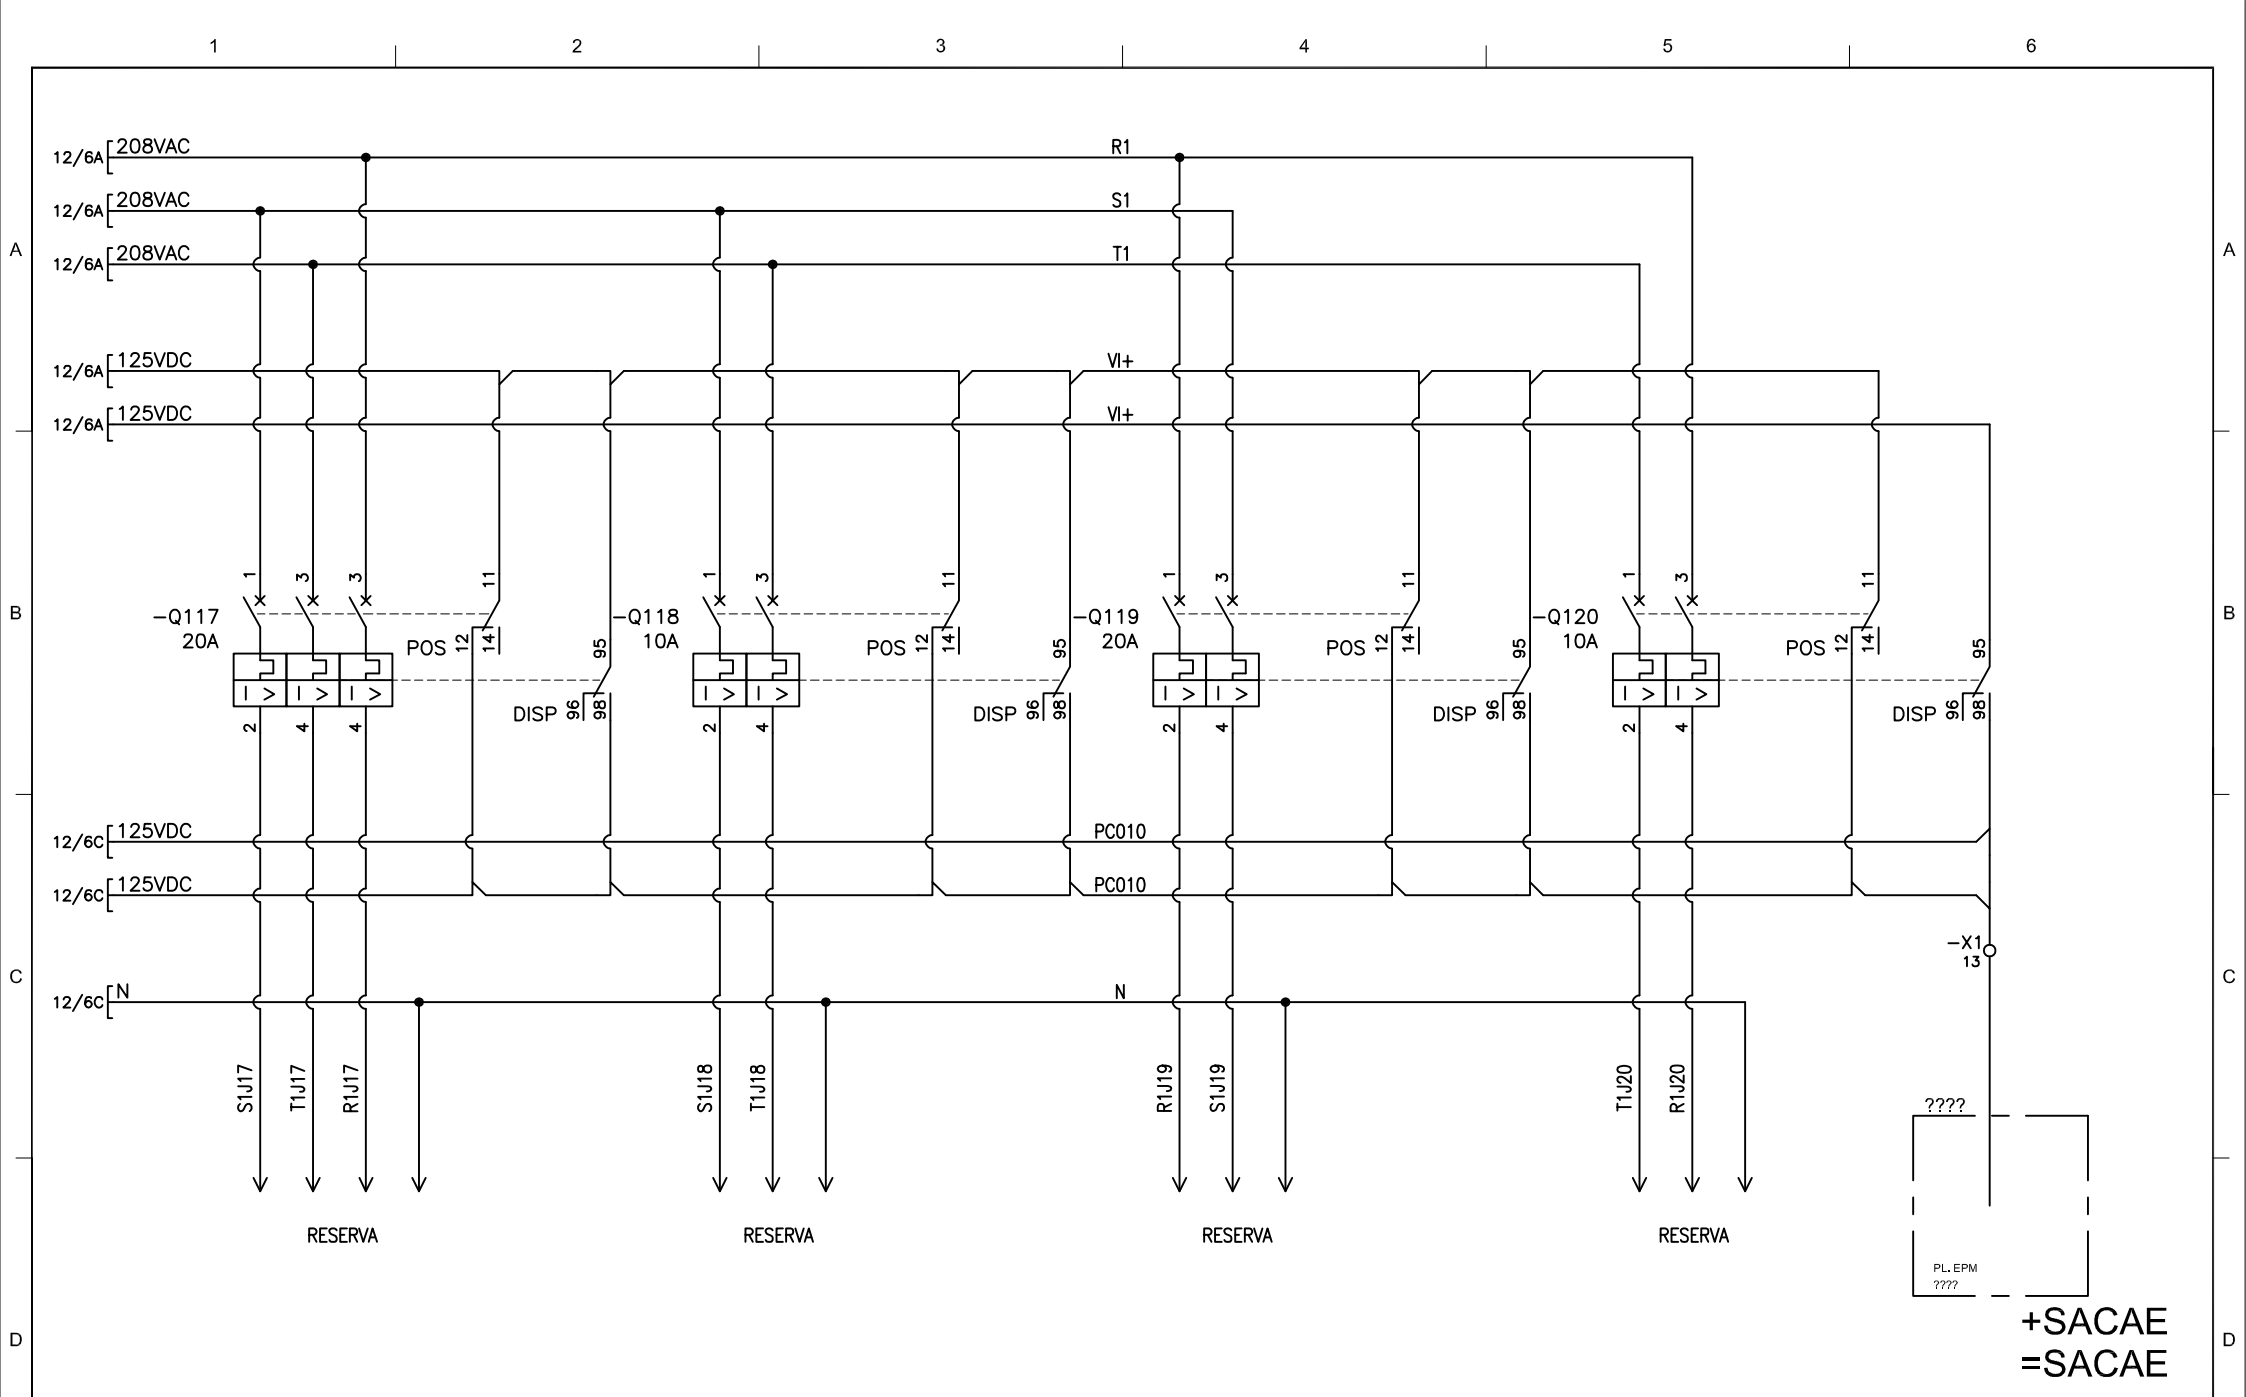 1 2 3 4 5 6
12/6A 208VAC R1
12/6A 208VAC S1
A A
12/6A 208VAC T1
12/6A 125VDC VI+
12/6A 125VDC VI+
1 3 3 11 1 3 11 1 3 11 1 3 11
B B
-Q117 -Q118 -Q119 -Q120
20A 10A 20A 10A
POS 12 14 95 POS 12 14 95 POS 12 14 95 POS 12 14 95
I > I > I > I > I > I > I > I > I >
DISP 96 98 DISP 96 98 DISP 96 98 DISP 96 98
2 4 4 2 4 2 4 2 4
12/6C 125VDC PC010
12/6C 125VDC PC010
-X1
13
C C
12/6C N N
S1J17 T1J17 R1J17 S1J18 T1J18 R1J19 S1J19 T1J20 R1J20
????
RESERVA RESERVA RESERVA RESERVA
PL. EPM
????
+SACAE
D D
=SACAE